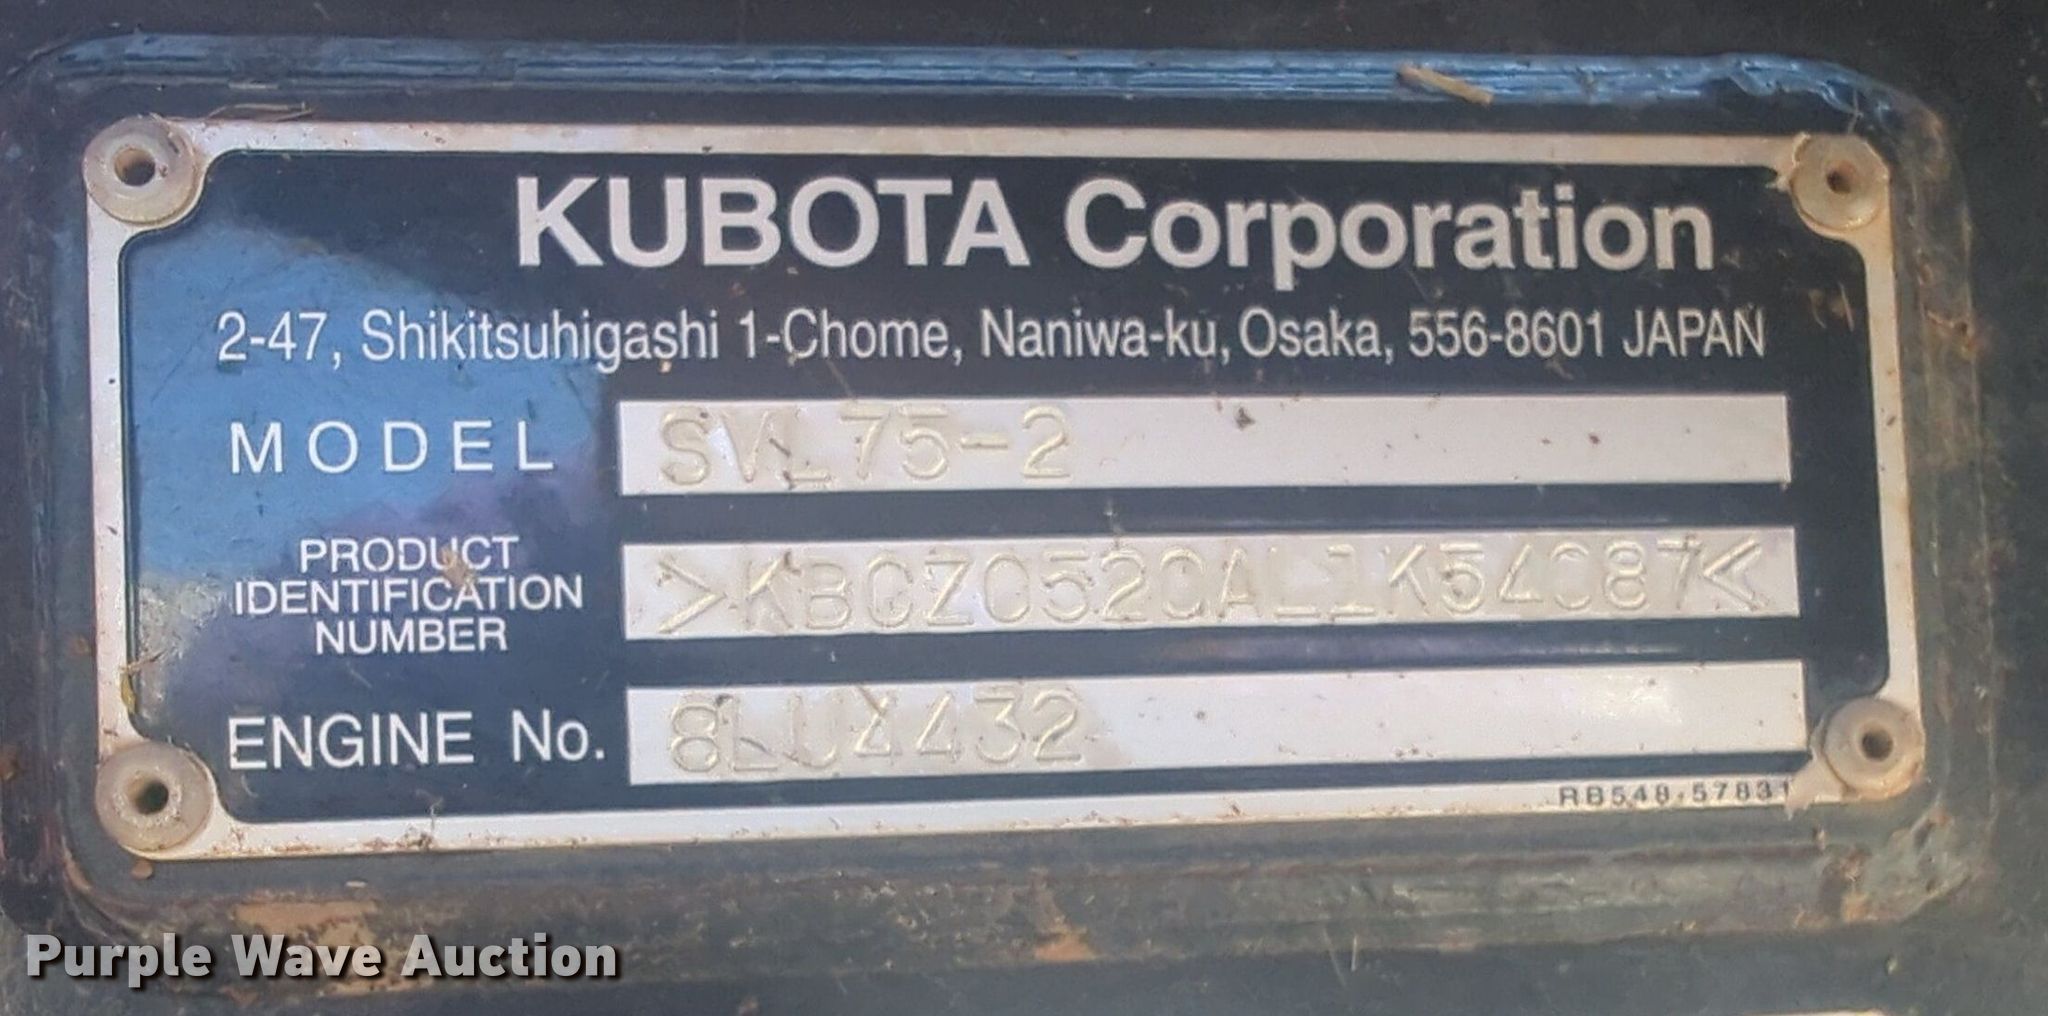 KUBOTA Corporation
2-47, Shikitsuhigashi 1-Chome, Naniwa-ku, Osaka, 556-8601 JAPAN
MODEL SVL75-2
PRODUCT
IDENTIFICATION
NUMBER
>KBCZ052CAL1K54087<
ENGINE No. 8LU4432
RB548-57831
Purple Wave Auction